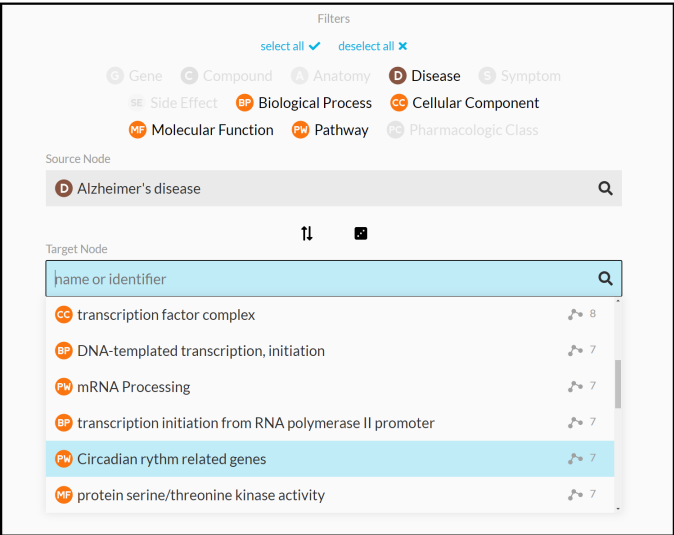 Filters
select all deselect all
G Gene C Compound A Anatomy D Disease S Symptom
SE Side Effect BP Biological Process CC Cellular Component
MF Molecular Function PW Pathway PC Pharmacologic Class
Source Node
D Alzheimer's disease
Target Node
name or identifier
CC transcription factor complex 8
BP DNA-templated transcription, initiation 7
PW mRNA Processing 7
BP transcription initiation from RNA polymerase II promoter 7
PW Circadian rythm related genes 7
MF protein serine/threonine kinase activity 7